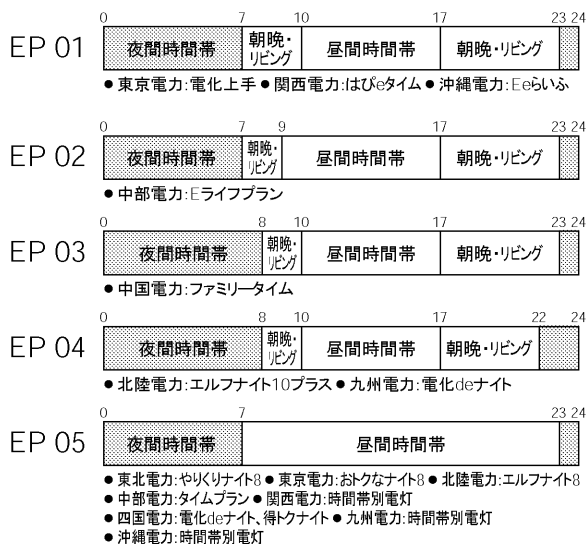 0 7 10 17 23 24
EP 01 夜間時間帯 朝晩・リビング 昼間時間帯 朝晩・リビング
●東京電力:電化上手●関西電力:はぴeタイム●沖縄電力:Eeらいふ
0 7 9 17 23 24
EP 02 夜間時間帯 朝晩・リビング 昼間時間帯 朝晩・リビング
●中部電力:Eライフプラン
0 8 10 17 23 24
EP 03 夜間時間帯 朝晩・リビング 昼間時間帯 朝晩・リビング
●中国電力:ファミリータイム
0 8 10 17 22 24
EP 04 夜間時間帯 朝晩・リビング 昼間時間帯 朝晩・リビング
●北陸電力:エルフナイト10プラス●九州電力:電化deナイト
0 7 23 24
EP 05 夜間時間帯 昼間時間帯
●東北電力:やりくりナイト8●東京電力:おトクなナイト8●北陸電力:エルフナイト8
●中部電力:タイムプラン●関西電力:時間帯別電灯
●四国電力:電化deナイト、得トクナイト●九州電力:時間帯別電灯
●沖縄電力:時間帯別電灯